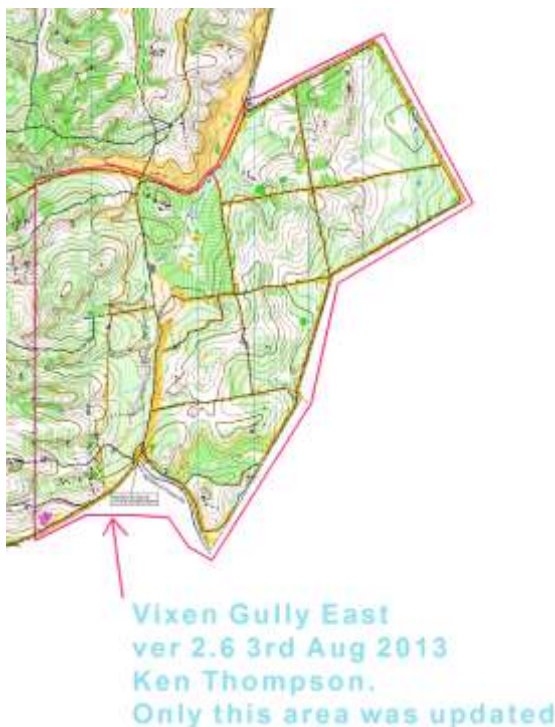 Vixen Gully East
ver 2.6 3rd Aug 2013
Ken Thompson.
Only this area was updated